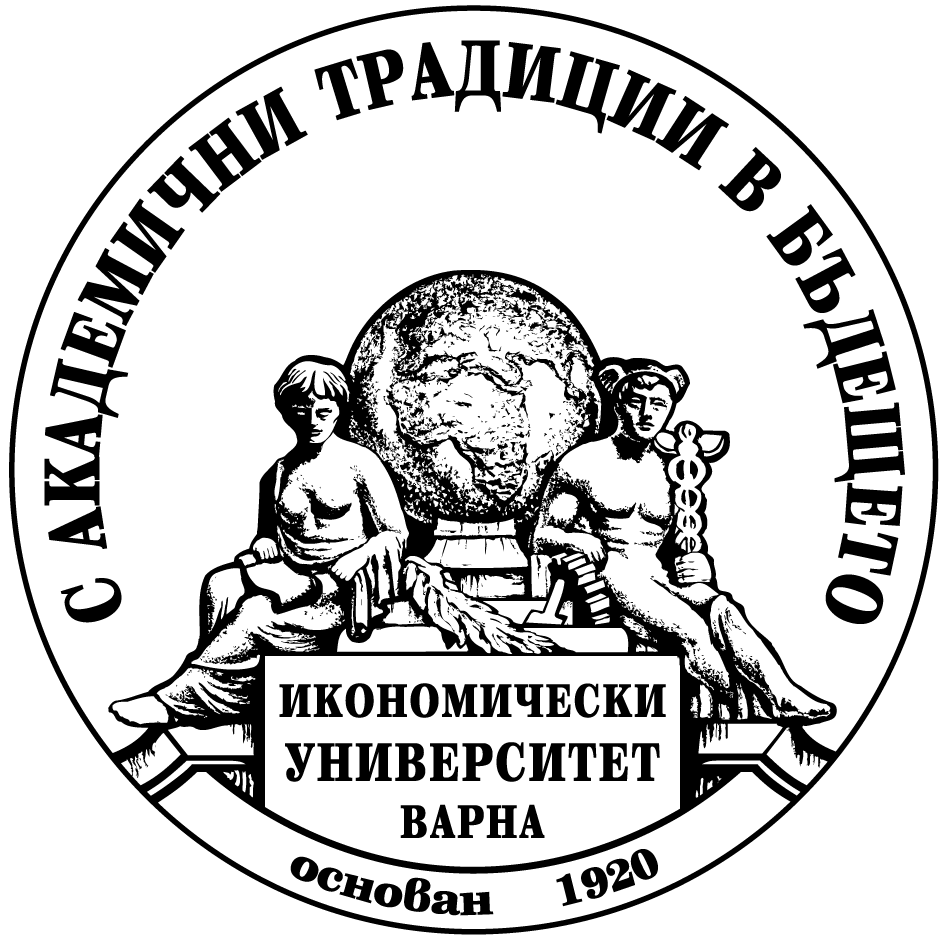 С АКАДЕМИЧНИ ТРАДИЦИИ В БЪДЕЩЕТО
ИКОНОМИЧЕСКИ
УНИВЕРСИТЕТ
ВАРНА
основан 1920